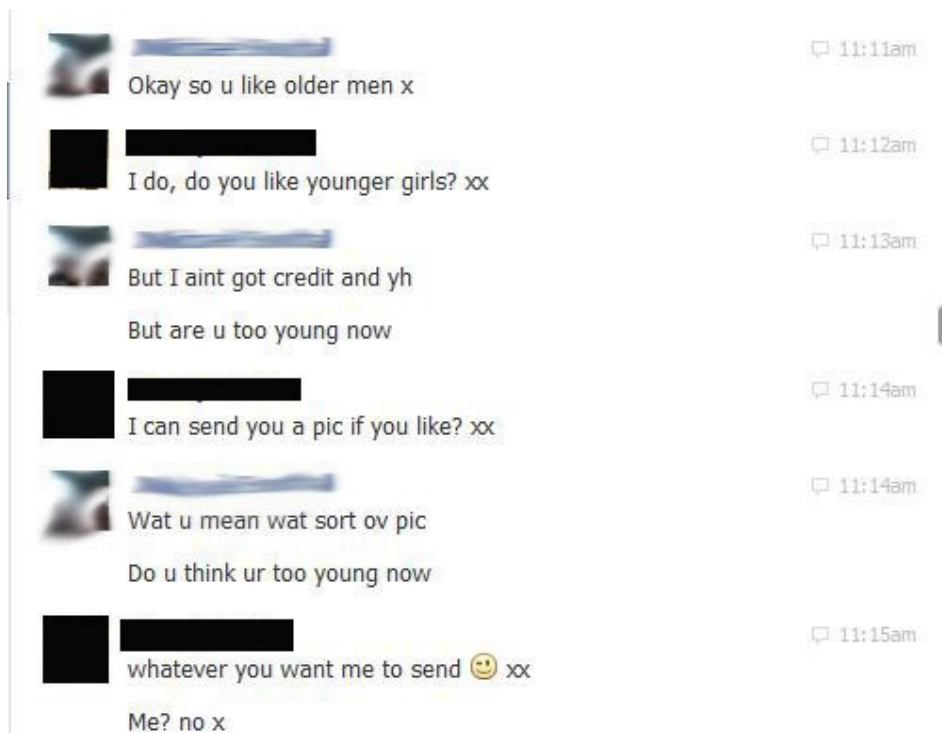 11:11am
Okay so u like older men x
11:12am
I do, do you like younger girls? xx
11:13am
But I aint got credit and yh
But are u too young now
11:14am
I can send you a pic if you like? xx
11:14am
Wat u mean wat sort ov pic
Do u think ur too young now
11:15am
whatever you want me to send xx
Me? no x